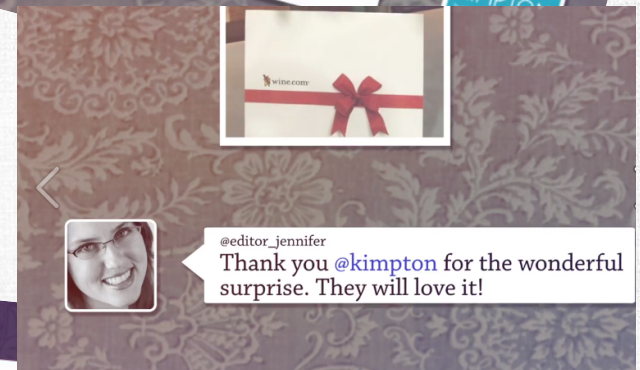 wine.com
@editor_jennifer
Thank you @kimpton for the wonderful
surprise. They will love it!